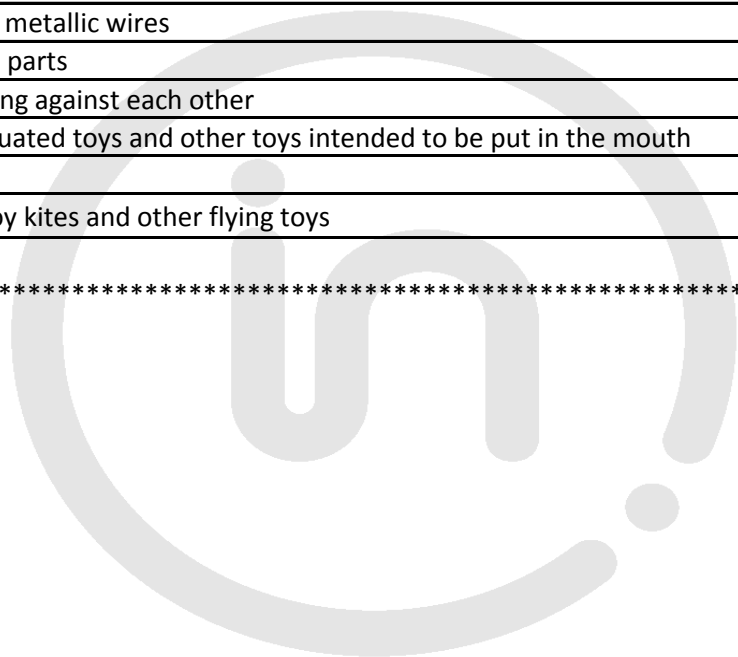 metallic wires
parts
ng against each other
uated toys and other toys intended to be put in the mouth
y kites and other flying toys
***************************************************
in